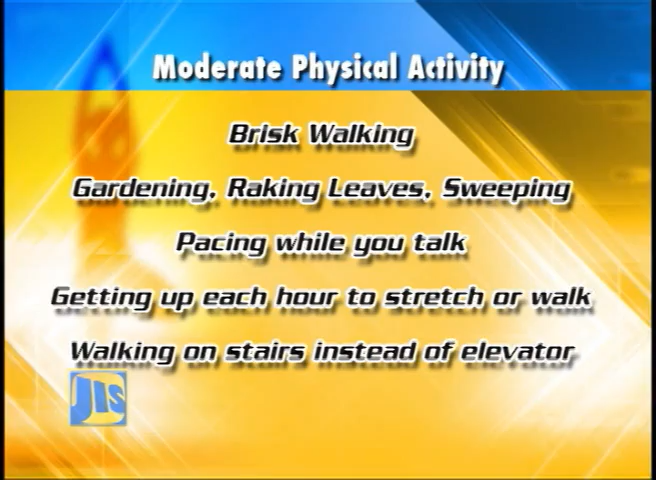 Moderate Physical Activity
Brisk Walking
Gardening, Raking Leaves, Sweeping
Pacing while you talk
Getting up each hour to stretch or walk
Walking on stairs instead of elevator
JIS